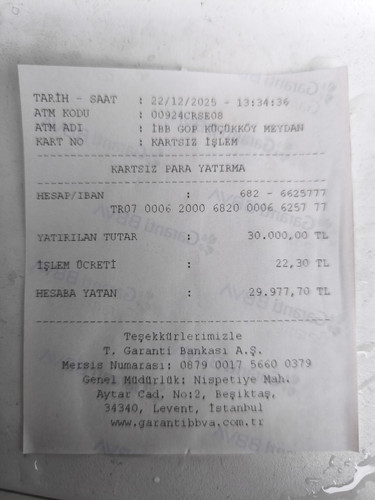 TARİH - SAAT : 22/12/2025 - 13:34:36
ATM KODU : 00924CRSE08
ATM ADI : İBB GOP KÜÇÜKKÖY MEYDAN
KART NO : KARTSIZ İŞLEM
KARTSIZ PARA YATIRMA
HESAP/IBAN : 682 - 6625777
TR07 0006 2000 6820 0006 6257 77
YATIRILAN TUTAR : 30.000,00 TL
İŞLEM ÜCRETİ : 22,30 TL
HESABA YATAN : 29.977,70 TL
Teşekkürlerimizle
T. Garanti Bankası A.Ş.
Mersis Numarası: 0879 0017 5660 0379
Genel Müdürlük: Nispetiye Mah.
Aytar Cad, No:2, Beşiktaş,
34340, Levent, İstanbul
www.garantibbva.com.tr